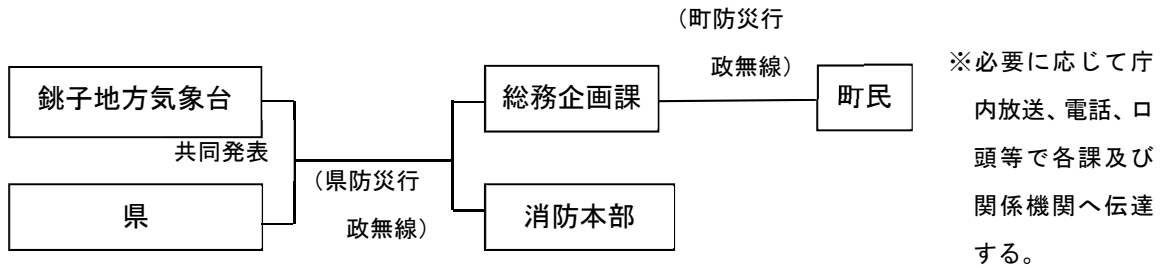 （町防災行
政無線）
銚子地方気象台
総務企画課
町民
共同発表
（県防災行
政無線）
県
消防本部
※必要に応じて庁
内放送、電話、口
頭等で各課及び
関係機関へ伝達
する。